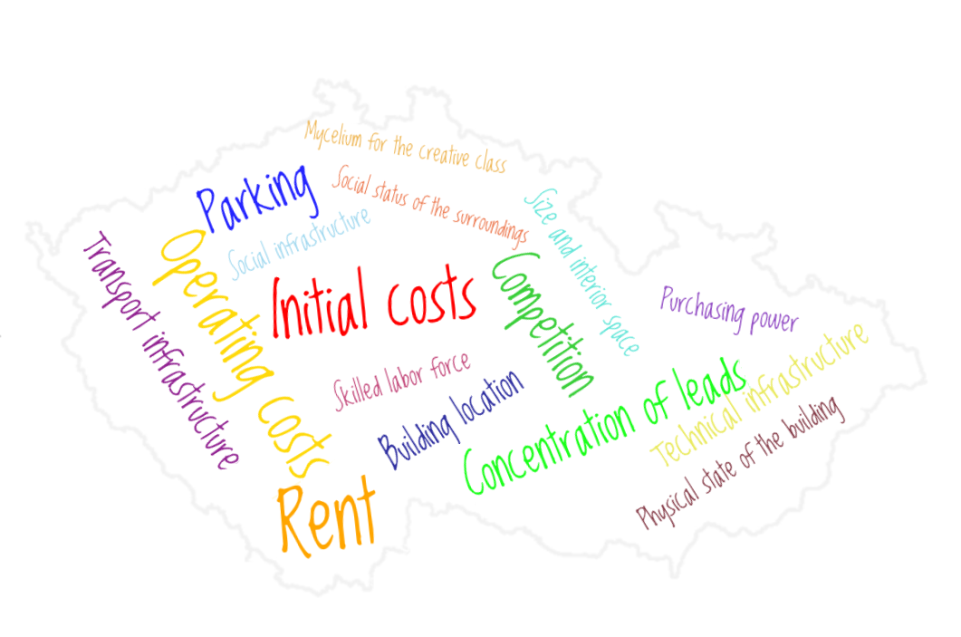 Mycelium for the creative class
Parking
Social status of the surroundings
Social infrastructure
Size and interior space
Transport infrastructure
Operating costs
Initial costs
Competition
Purchasing power
Skilled labor force
Building location
Concentration of leads
Technical infrastructure
Physical state of the building
Rent